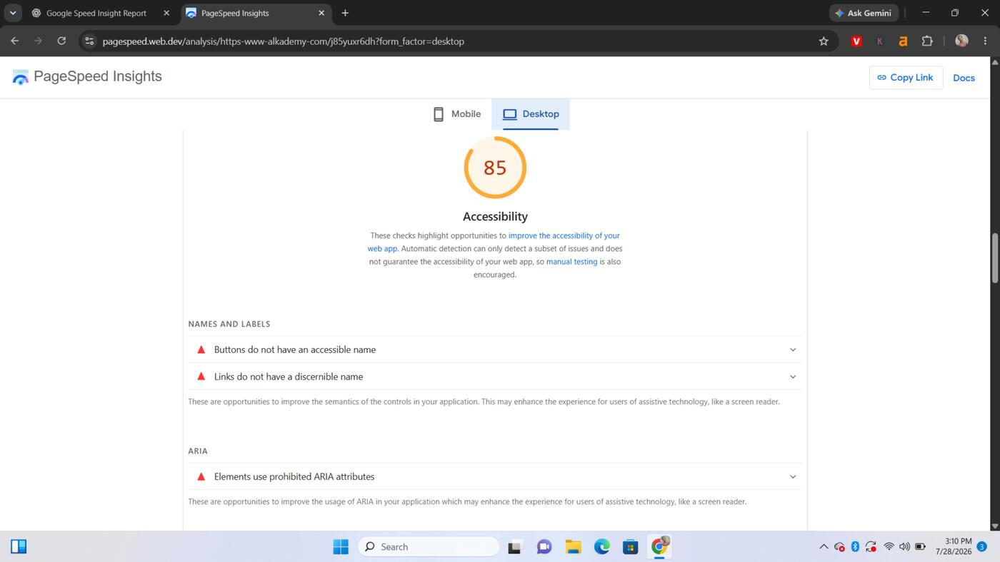 Google Speed Insight Report
PageSpeed Insights
Ask Gemini
pagespeed.web.dev/analysis/https-www-alkademy-com/j85yuxr6dh?form_factor=desktop
V
K
a
PageSpeed Insights
Copy Link
Docs
Mobile
Desktop
85
Accessibility
These checks highlight opportunities to improve the accessibility of your
web app. Automatic detection can only detect a subset of issues and does
not guarantee the accessibility of your web app, so manual testing is also
encouraged.
NAMES AND LABELS
Buttons do not have an accessible name
Links do not have a discernible name
These are opportunities to improve the semantics of the controls in your application. This may enhance the experience for users of assistive technology, like a screen reader.
ARIA
Elements use prohibited ARIA attributes
These are opportunities to improve the usage of ARIA in your application which may enhance the experience for users of assistive technology, like a screen reader.
Search
3:10 PM
7/28/2026
3